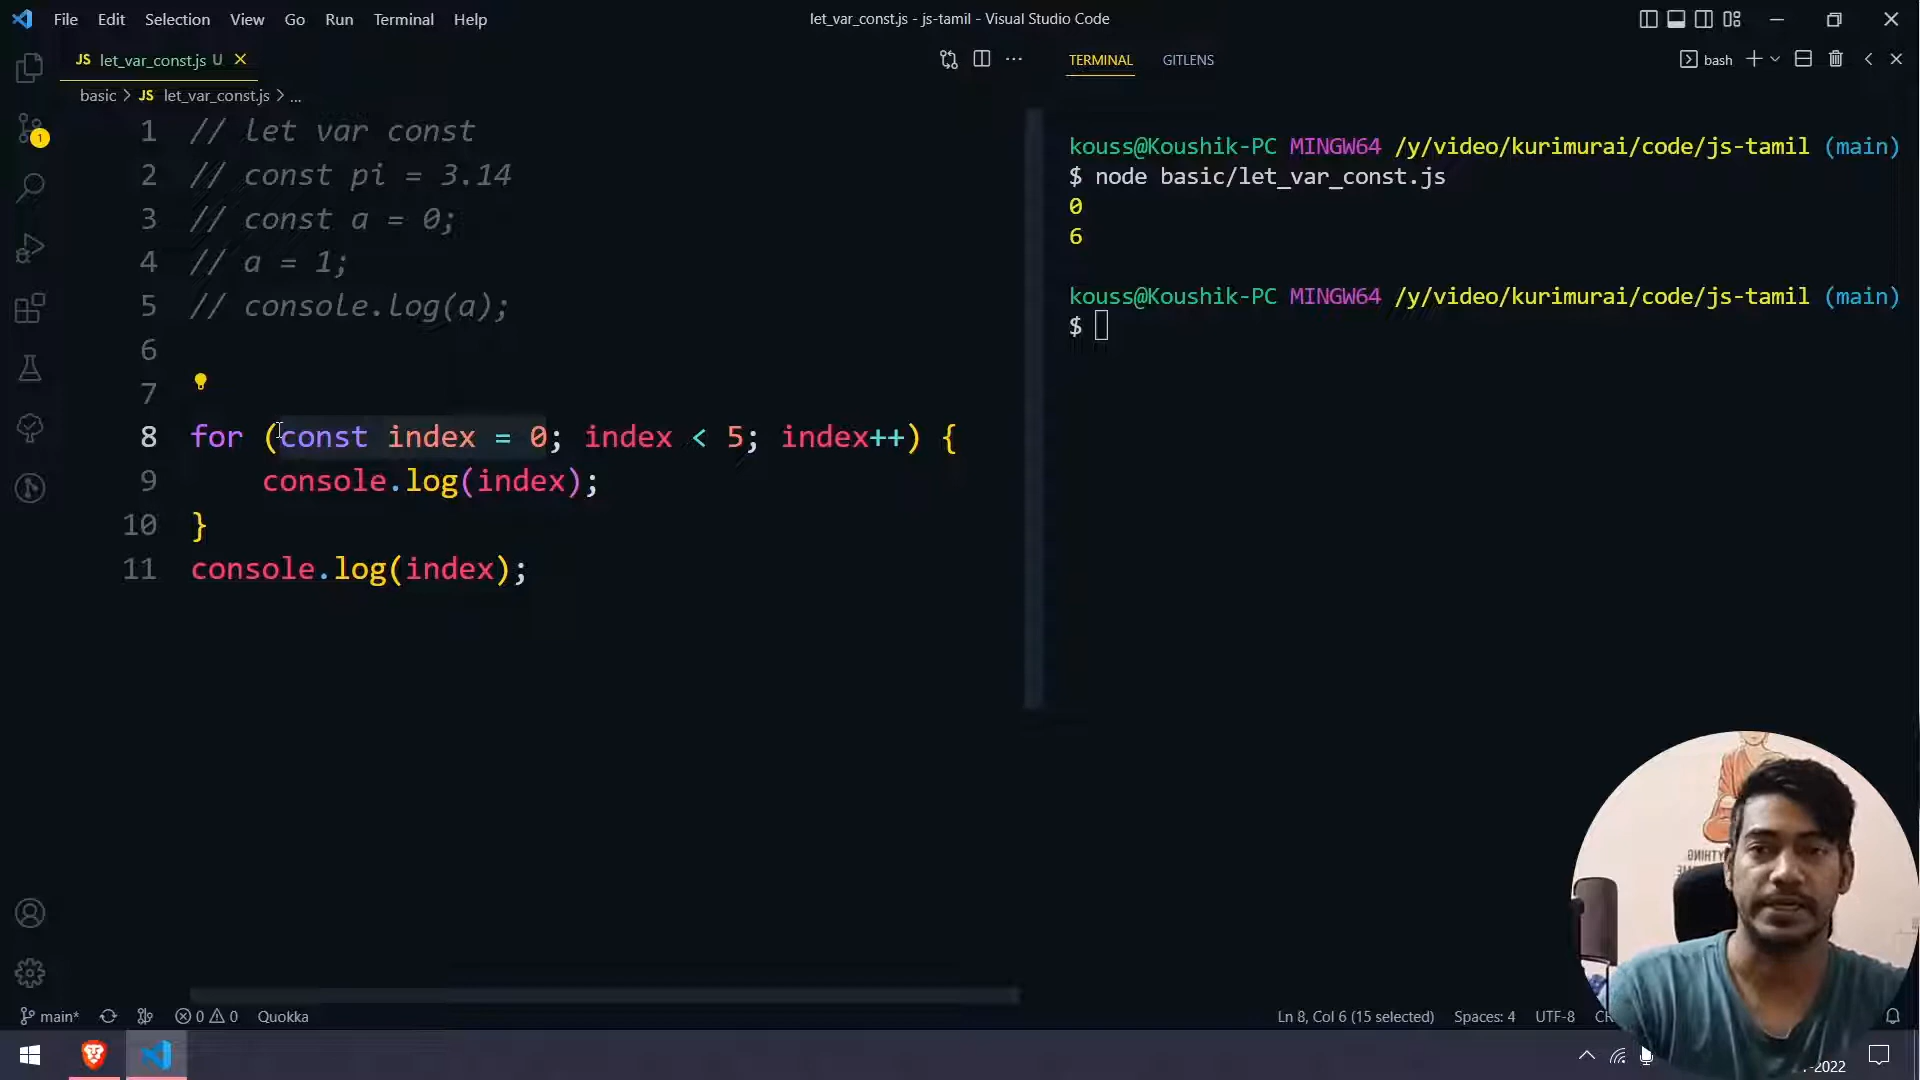 File Edit Selection View Go Run Terminal Help
let_var_const.js - js-tamil - Visual Studio Code
JS let_var_const.js U
basic > JS let_var_const.js > ...
1 // let var const
2 // const pi = 3.14
3 // const a = 0;
4 // a = 1;
5 // console.log(a);
6
7
8 for (const index = 0; index < 5; index++) {
9 console.log(index);
10 }
11 console.log(index);
TERMINAL GITLENS
bash
kouss@Koushik-PC MINGW64 /y/video/kurimurai/code/js-tamil (main)
$ node basic/let_var_const.js
0
6
kouss@Koushik-PC MINGW64 /y/video/kurimurai/code/js-tamil (main)
$
1
main* 0 0 Quokka
Ln 8, Col 6 (15 selected) Spaces: 4 UTF-8
-2022